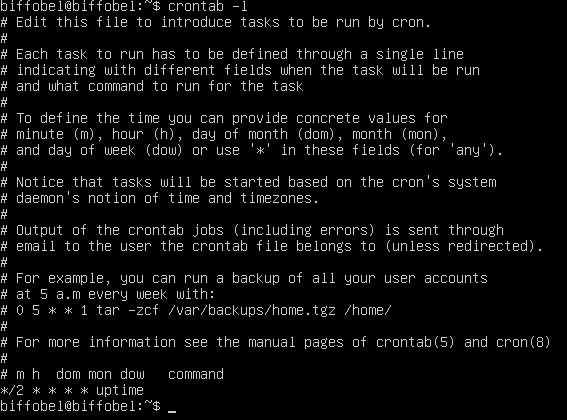 biffobel@biffobel:~$ crontab -l
# Edit this file to introduce tasks to be run by cron.
#
# Each task to run has to be defined through a single line
# indicating with different fields when the task will be run
# and what command to run for the task
#
# To define the time you can provide concrete values for
# minute (m), hour (h), day of month (dom), month (mon),
# and day of week (dow) or use '*' in these fields (for 'any').
#
# Notice that tasks will be started based on the cron's system
# daemon's notion of time and timezones.
#
# Output of the crontab jobs (including errors) is sent through
# email to the user the crontab file belongs to (unless redirected).
#
# For example, you can run a backup of all your user accounts
# at 5 a.m every week with:
# 0 5 * * 1 tar -zcf /var/backups/home.tgz /home/
#
# For more information see the manual pages of crontab(5) and cron(8)
#
# m h  dom mon dow   command
*/2 * * * * uptime
biffobel@biffobel:~$ _